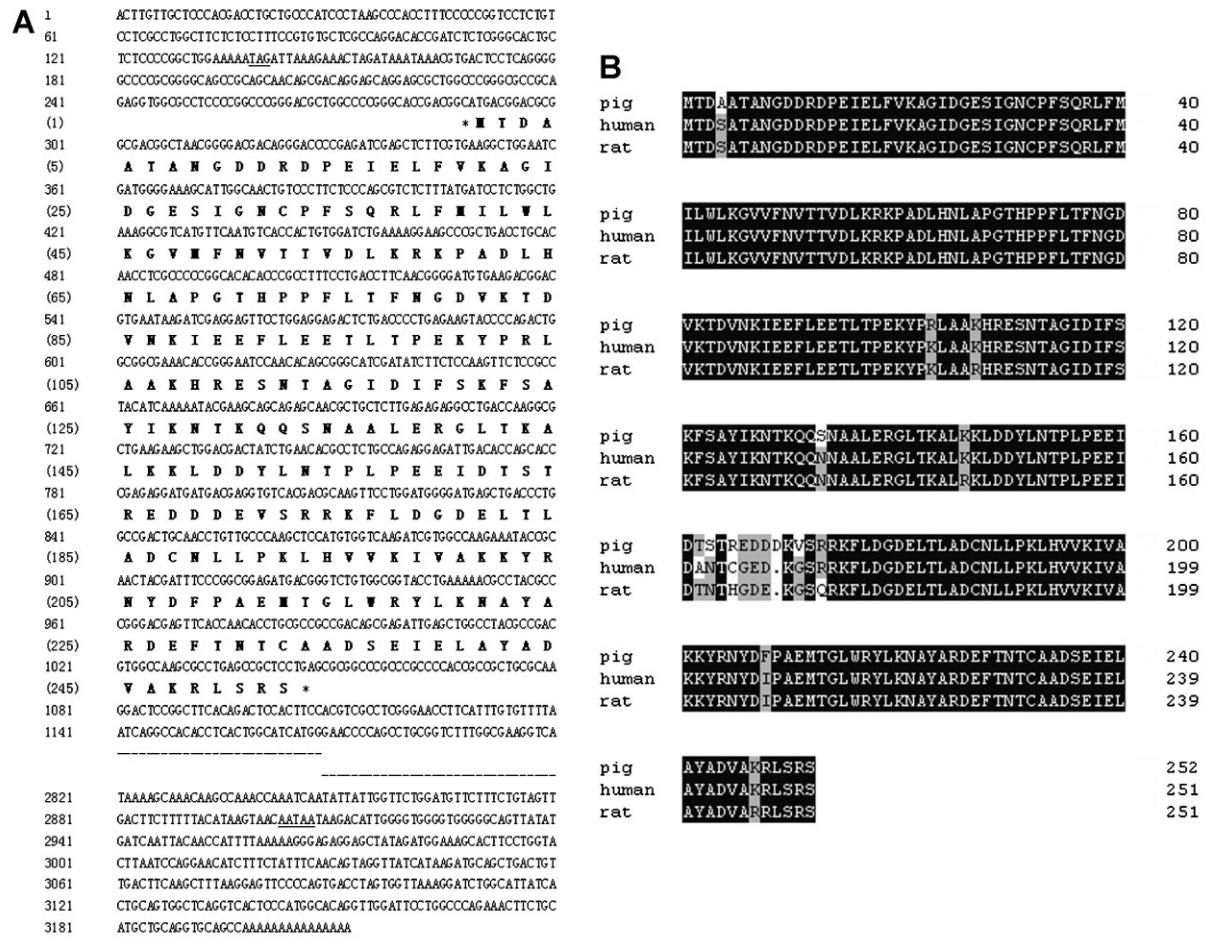 A
1 ACTTGTTGCTCCCACGACCTGCTGCCCATCCCTAAGCCCACCTTTCCCCCGGTCCTCTGT
61 CCTCGCCTGGCTTCTCTCCTTTCCGTGTGCTCGCCAGGACACCGATCTCTCGGGCACTGC
121 TCTCCCCGGCTGGAAAAATAGATTAAAGAAACTAGATAAATAAACGTGACTCCTCAGGGG
181 GCCCCGCGGGGCAGCCGCAGCAACAGCGACAGGAGCAGGAGCGCTGGCCCGGGCGCCGCA
241 GAGGTGGCGCCTCCCCGGCCCGGGACGCTGGCCCCGGGCACCGACGGCATGACGGACGCG
(1) * M T D A
301 GCGACGGCTAACGGGGACGACAGGGACCCCGAGATCGAGCTCTTCGTGAAGGCTGGAATC
(5) A T A N G D D R D P E I E L F V K A G I
361 GATGGGGAAAGCATTGGCAACTGTCCCTTCTCCCAGCGTCTCTTTATGATCCTCTGGCTG
(25) D G E S I G N C P F S Q R L F M I L W L
421 AAAGGCGTCATGTTCAATGTCACCACTGTGGATCTGAAAAGGAAGCCCGCTGACCTGCAC
(45) K G V M F N V T T V D L K R K P A D L H
481 AACCTCGCCCCCGGCACACACCCGCCTTTCCTGACCTTCAACGGGGATGTGAAGACGGAC
(65) N L A P G T H P P F L T F N G D V K T D
541 GTGAATAAGATCGAGGAGTTCCTGGAGGAGACTCTGACCCCTGAGAAGTACCCCAGACTG
(85) V N K I E E F L E E T L T P E K Y P R L
601 GCGGCGAAACACCGGGAATCCAACACAGCGGGCATCGATATCTTCTCCAAGTTCTCCGCC
(105) A A K H R E S N T A G I D I F S K F S A
661 TACATCAAAAATACGAAGCAGCAGAGCAACGCTGCTCTTGAGAGAGGCCTGACCAAGGCG
(125) Y I K N T K Q Q S N A A L E R G L T K A
721 CTGAAGAAGCTGGACGACTATCTGAACACGCCTCTGCCAGAGGAGATTGACACCAGCACC
(145) L K K L D D Y L N T P L P E E I D T S T
781 CGAGAGGATGATGACGAGGTGTCACGACGCAAGTTCCTGGATGGGGATGAGCTGACCCTG
(165) R E D D D E V S R R K F L D G D E L T L
841 GCCGACTGCAACCTGTTGCCCAAGCTCCATGTGGTCAAGATCGTGGCCAAGAAATACCGC
(185) A D C N L L P K L H V V K I V A K K Y R
901 AACTACGATTTCCCGGCGGAGATGACGGGTCTGTGGCGGTACCTGAAAAACGCCTACGCC
(205) N Y D F P A E M T G L W R Y L K N A Y A
961 CGGGACGAGTTCACCAACACCTGCGCCGCCGACAGCGAGATTGAGCTGGCCTACGCCGAC
(225) R D E F T N T C A A D S E I E L A Y A D
1021 GTGGCCAAGCGCCTGAGCCGCTCCTGAGCGCGGCCCGCCCGCCCCACCGCCGCTGCGCAA
(245) V A K R L S R S *
1081 GGACTCCGGCTTCACAGACTCCACTTCCACGTCGCCTCGGGAACCTTCATTTGTGTTTTA
1141 ATCAGGCCACACCTCACTGGCATCATGGGAACCCCAGCCTGCGGTCTTTGGCGAAGGTCA
2821 TAAAAGCAAACAAGCCAAACCAAATCAATATTATTGGTTCTGGATGTTCTTTCTGTAGTT
2881 GACTTCTTTTTACATAAGTAACAATAATAAGACATTGGGGTGGGGTGGGGGCAGTTATAT
2941 GATCAATTACAACCATTTTAAAAAGGGAGAGGAGCTATAGATGGAAAGCACTTCCTGGTA
3001 CTTAATCCAGGAACATCTTTCTATTTCAACAGTAGGTTATCATAAGATGCAGCTGACTGT
3061 TGACTTCAAGCTTTAAGGAGTTCCCCAGTGACCTAGTGGTTAAAGGATCTGGCATTATCA
3121 CTGCAGTGGCTCAGGTCACTCCCATGGCACAGGTTGGATTCCTGGCCCAGAAACTTCTGC
3181 ATGCTGCAGGTGCAGCCAAAAAAAAAAAAAAA
B
pig MTDAATANGDDRDPEIELFVKAGIDGESIGNCPFSQRLFM 40
human MTDSATANGDDRDPEIELFVKAGIDGESIGNCPFSQRLFM 40
rat MTDSATANGDDRDPEIELFVKAGIDGESIGNCPFSQRLFM 40
pig ILWLKGVVFNVTTVDLKRKPADLHNLAPGTHPPFLTFNGD 80
human ILWLKGVVFNVTTVDLKRKPADLHNLAPGTHPPFLTFNGD 80
rat ILWLKGVVFNVTTVDLKRKPADLHNLAPGTHPPFLTFNGD 80
pig VKTDVNKIEEFLEETLTPEKYPRLAAKHRESNTAGIDIFS 120
human VKTDVNKIEEFLEETLTPEKYPKLAAKHRESNTAGIDIFS 120
rat VKTDVNKIEEFLEETLTPEKYPKLAARHRESNTAGIDIFS 120
pig KFSAYIKNTKQQSNAALERGLTKALKKLDDYLNTPLPEEI 160
human KFSAYIKNTKQQNNAALERGLTKALKKLDDYLNTPLPEEI 160
rat KFSAYIKNTKQQNNAALERGLTKALRKLDDYLNTPLPEEI 160
pig DTSTREDDDKVSRRKFLDGDELTLADCNLLPKLHVVKIVA 200
human DANTCGED.KGSRRKFLDGDELTLADCNLLPKLHVVKIVA 199
rat DTNTHGDE.KGSQRKFLDGDELTLADCNLLPKLHVVKIVA 199
pig KKYRNYDFPAEMTGLWRYLKNAYARDEFTNTCAADSEIEL 240
human KKYRNYDIPAEMTGLWRYLKNAYARDEFTNTCAADSEIEL 239
rat KKYRNYDIPAEMTGLWRYLKNAYARDEFTNTCAADSEIEL 239
pig AYADVAKRLSRS 252
human AYADVAKRLSRS 251
rat AYADVARRLSRS 251